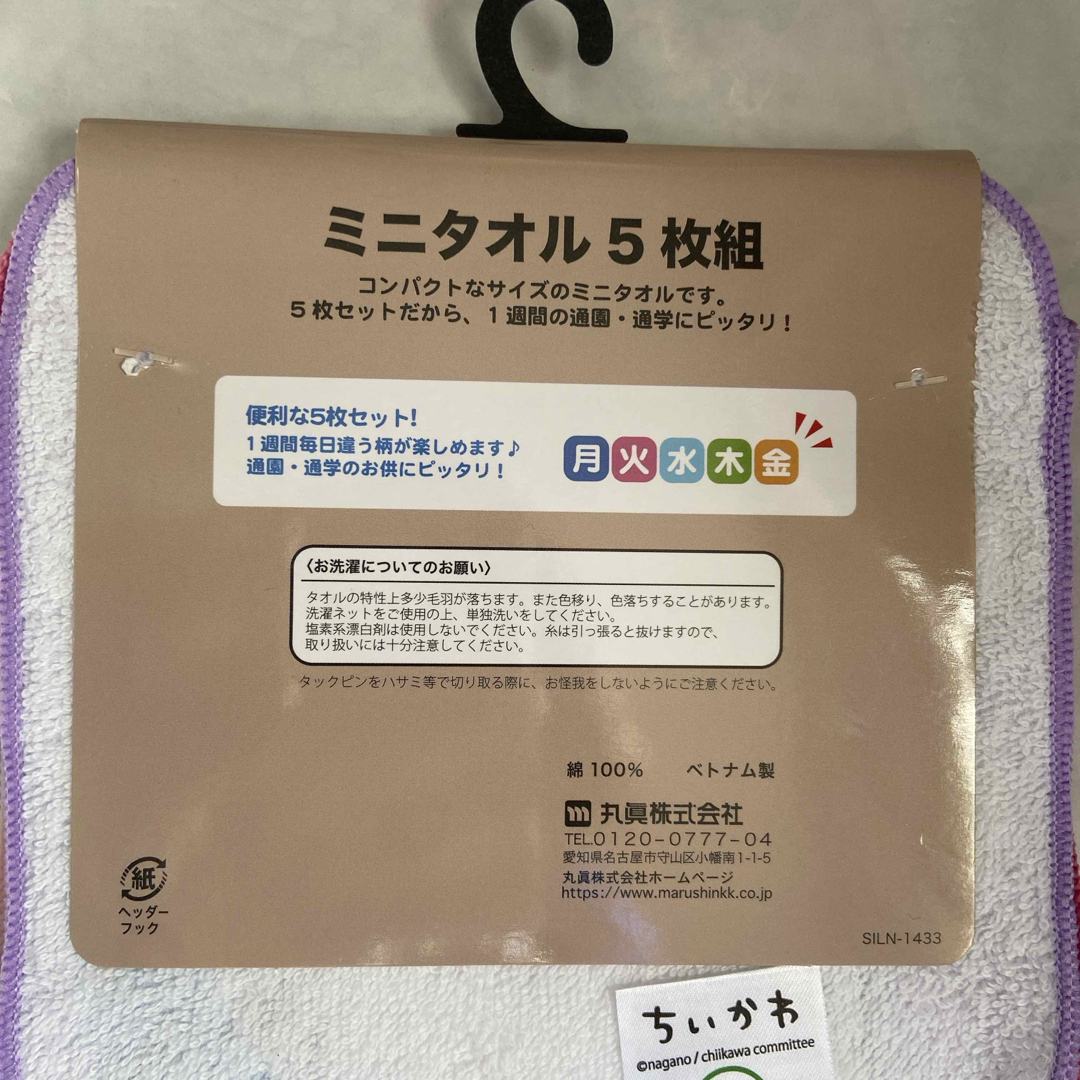 ミニタオル5枚組
コンパクトなサイズのミニタオルです。
5枚セットだから、1週間の通園・通学にピッタリ!
便利な5枚セット!
1週間毎日違う柄が楽しめます♪
通園・通学のお供にピッタリ!
月火水木金
〈お洗濯についてのお願い〉
タオルの特性上多少毛羽が落ちます。また色移り、色落ちすることがあります。
洗濯ネットをご使用の上、単独洗いをしてください。
塩素系漂白剤は使用しないでください。糸は引っ張ると抜けますので、
取り扱いには十分注意してください。
タックピンをハサミ等で切り取る際に、お怪我をしないようにご注意ください。
綿100% ベトナム製
丸眞株式会社
TEL.0120-0777-04
愛知県名古屋市守山区小幡南1-1-5
丸眞株式会社ホームページ
https://www.marushinkk.co.jp
紙
ヘッダー
フック
SILN-1433
ちいかわ
©nagano / chiikawa committee